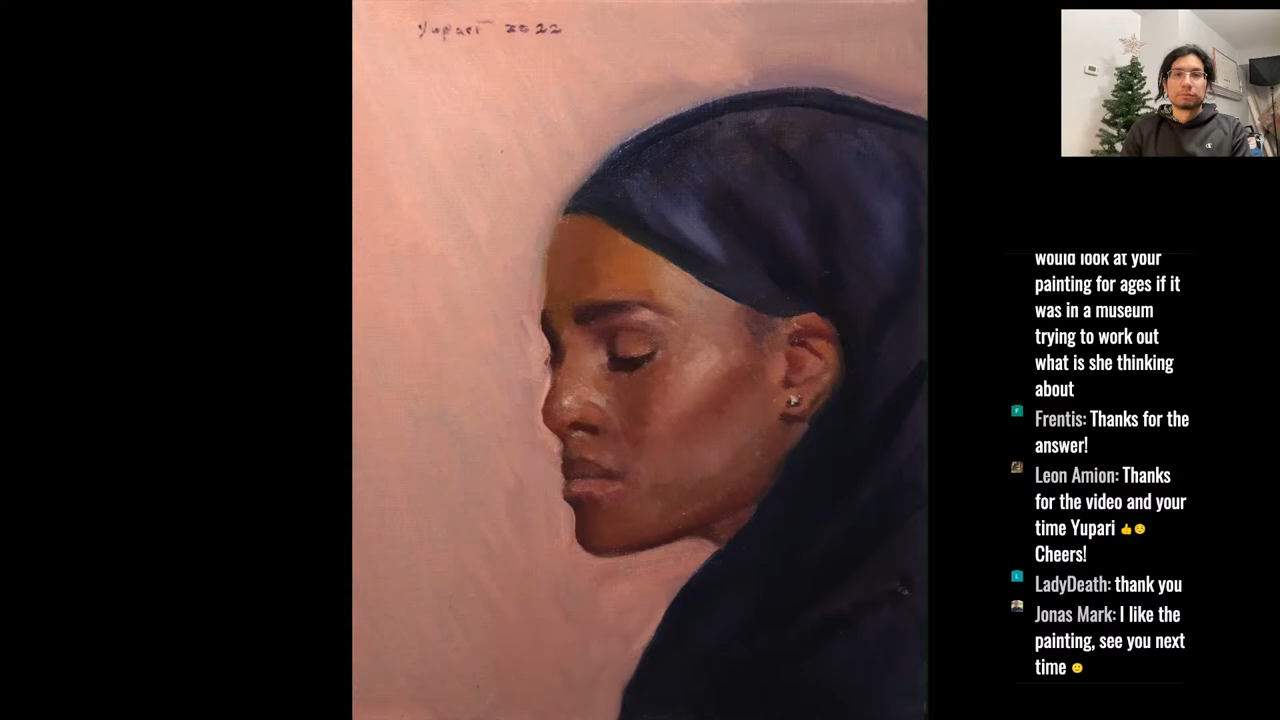 Yupari 2022
would look at your
painting for ages if it
was in a museum
trying to work out
what is she thinking
about
Frentis: Thanks for the
answer!
Leon Amion: Thanks
for the video and your
time Yupari 👍😌
Cheers!
LadyDeath: thank you
Jonas Mark: I like the
painting, see you next
time 🙂